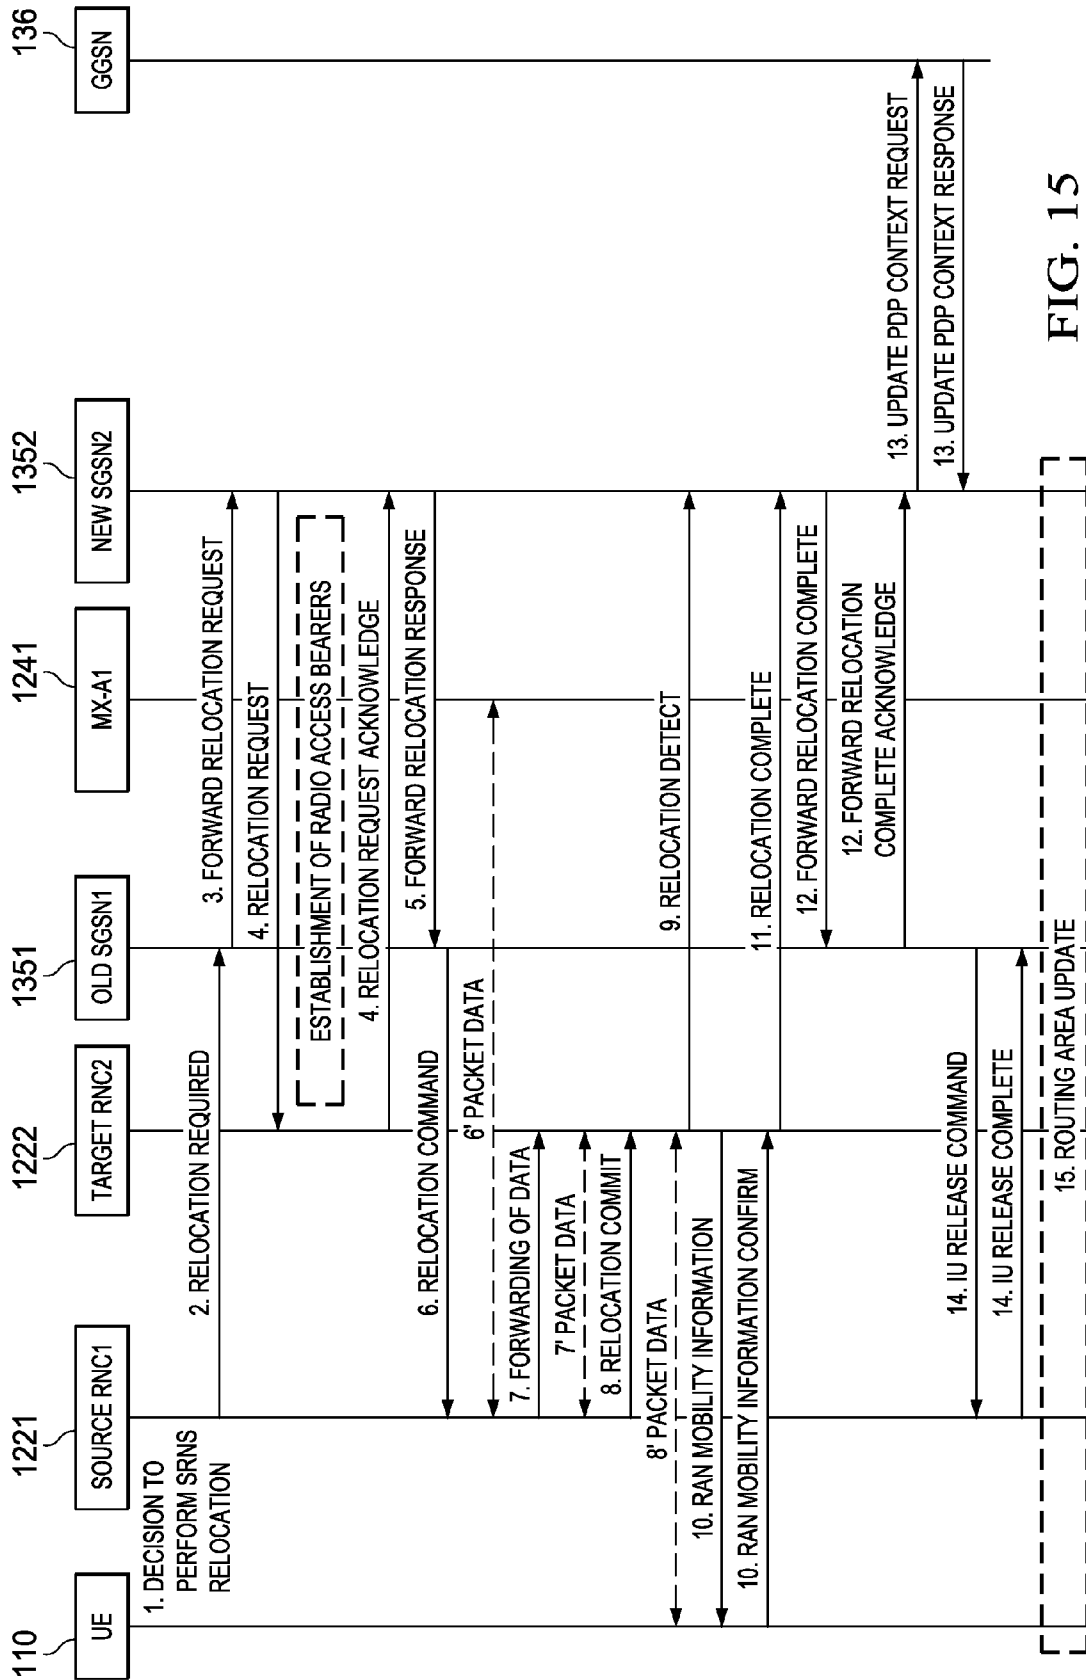 110
1221
1222
1351
1241
1352
136
UE
SOURCE RNC1
TARGET RNC2
OLD SGSN1
MX-A1
NEW SGSN2
GGSN
1. DECISION TO
PERFORM SRNS
RELOCATION
2. RELOCATION REQUIRED
3. FORWARD RELOCATION REQUEST
4. RELOCATION REQUEST
ESTABLISHMENT OF RADIO ACCESS BEARERS
4. RELOCATION REQUEST ACKNOWLEDGE
5. FORWARD RELOCATION RESPONSE
6. RELOCATION COMMAND
6' PACKET DATA
7. FORWARDING OF DATA
7' PACKET DATA
8. RELOCATION COMMIT
8' PACKET DATA
9. RELOCATION DETECT
10. RAN MOBILITY INFORMATION
10. RAN MOBILITY INFORMATION CONFIRM
11. RELOCATION COMPLETE
12. FORWARD RELOCATION COMPLETE
12. FORWARD RELOCATION
COMPLETE ACKNOWLEDGE
13. UPDATE PDP CONTEXT REQUEST
13. UPDATE PDP CONTEXT RESPONSE
14. IU RELEASE COMMAND
14. IU RELEASE COMPLETE
15. ROUTING AREA UPDATE
FIG. 15